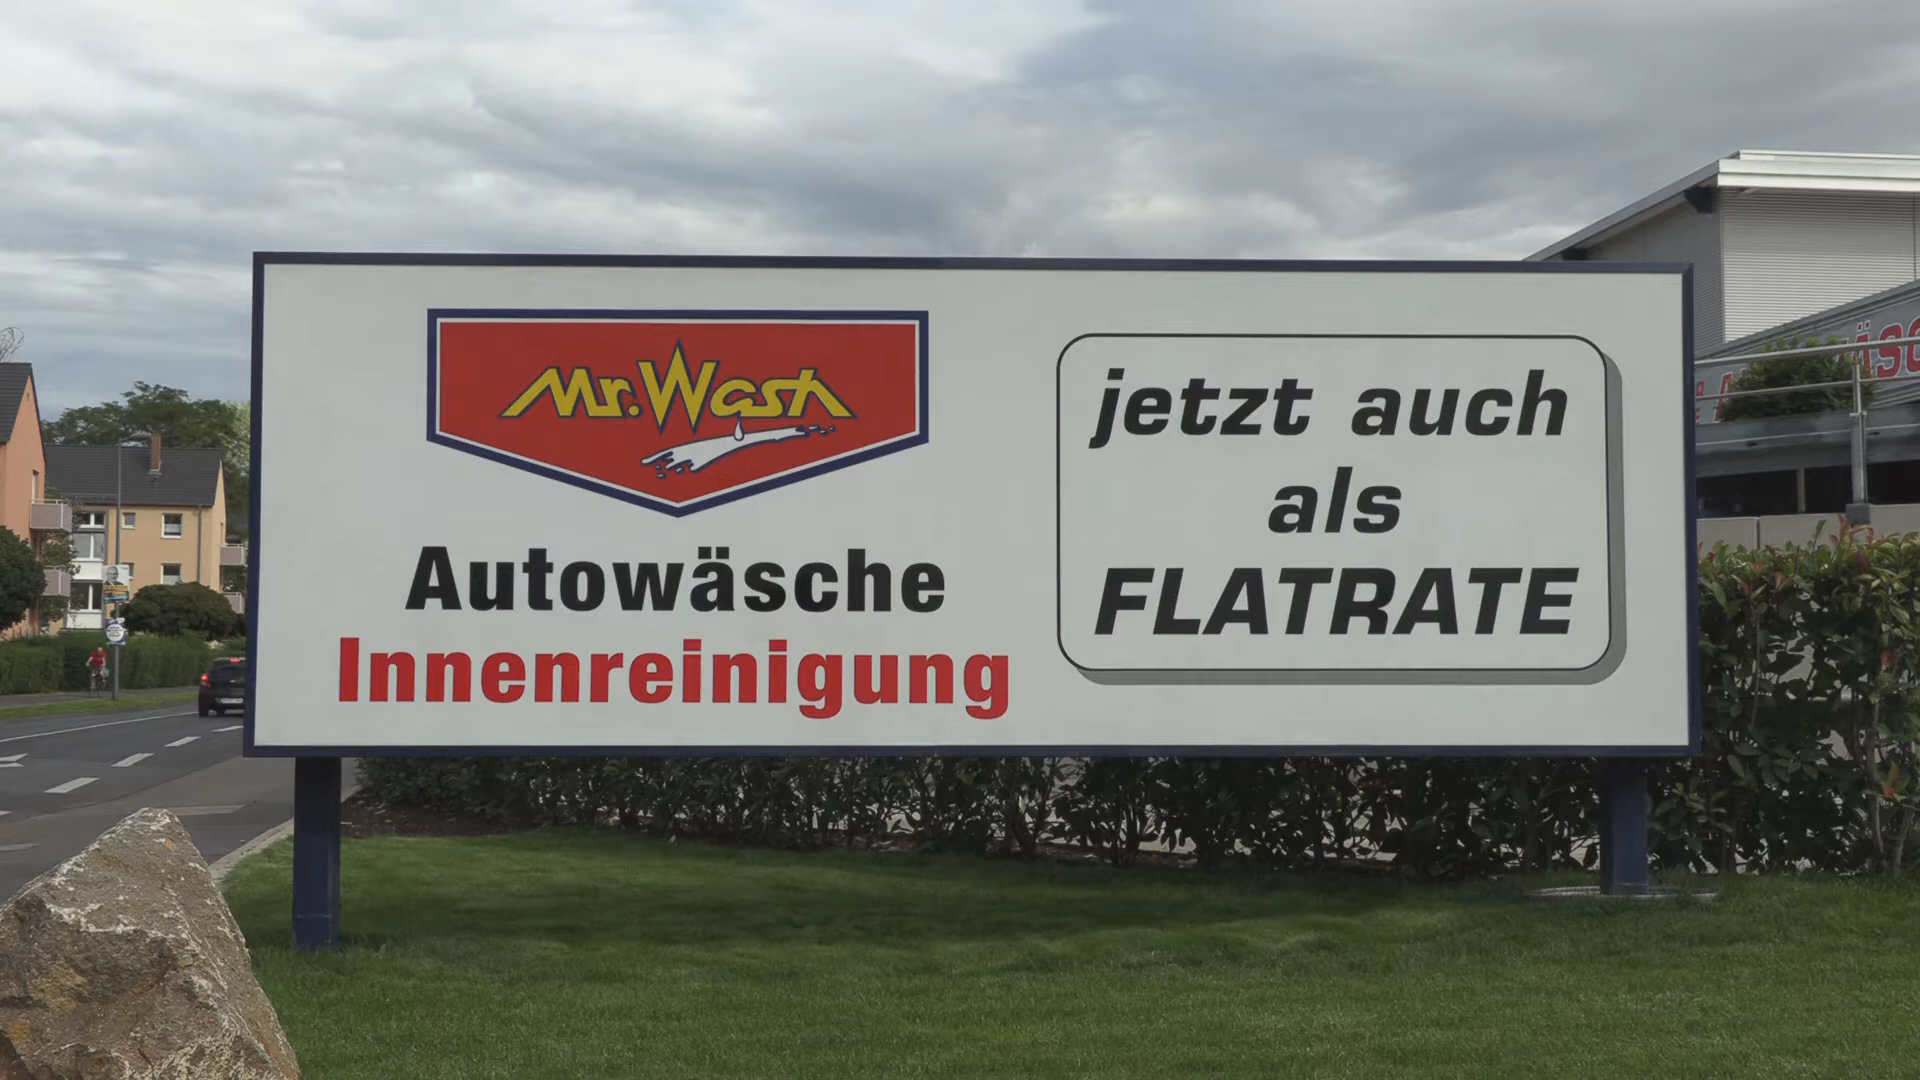 Mr. Wash
Autowäsche
Innenreinigung
jetzt auch
als
FLATRATE